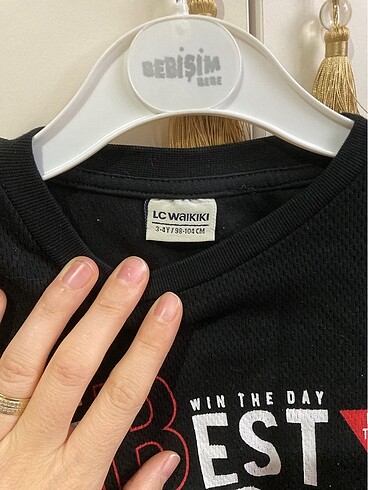 BEBİŞİM
BEBE
LC WAIKIKI
3-4Y / 98-104 CM
WIN THE DAY
BEST